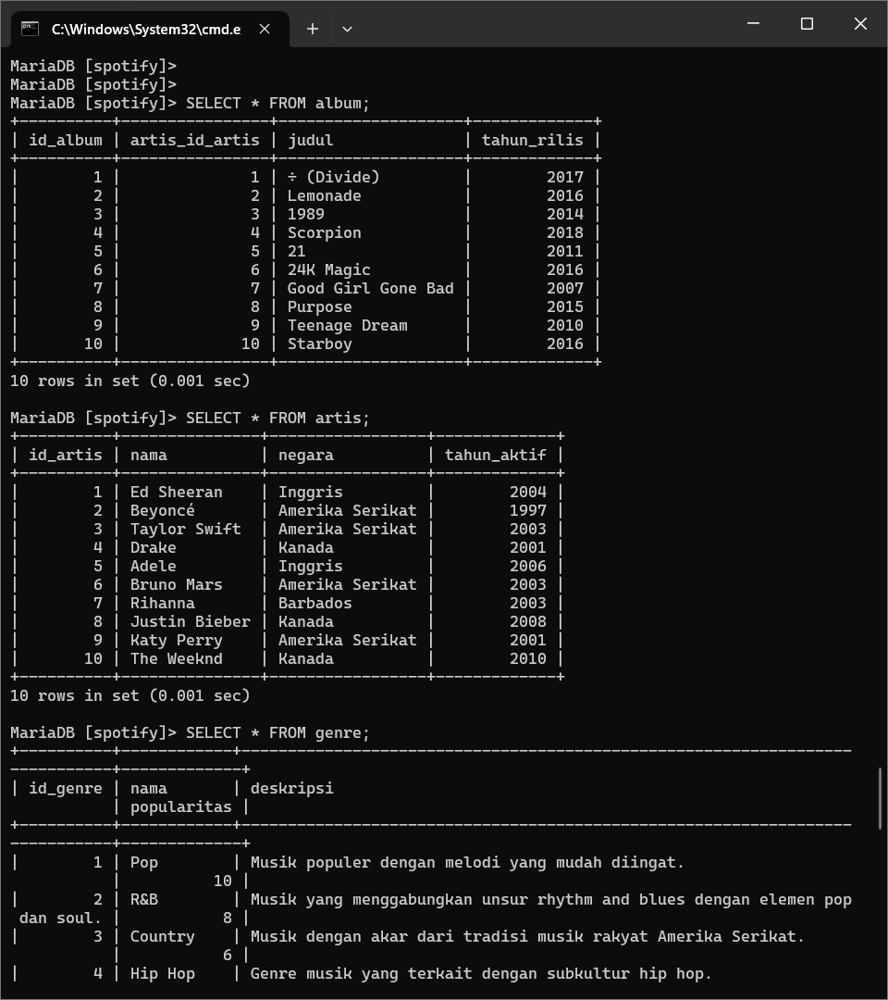 C:\Windows\System32\cmd.e
MariaDB [spotify]>
MariaDB [spotify]>
MariaDB [spotify]> SELECT * FROM album;
+----------+-----------------+--------------------+-------------+
| id_album | artis_id_artis | judul | tahun_rilis |
+----------+-----------------+--------------------+-------------+
| 1 | 1 | ÷ (Divide) | 2017 |
| 2 | 2 | Lemonade | 2016 |
| 3 | 3 | 1989 | 2014 |
| 4 | 4 | Scorpion | 2018 |
| 5 | 5 | 21 | 2011 |
| 6 | 6 | 24K Magic | 2016 |
| 7 | 7 | Good Girl Gone Bad | 2007 |
| 8 | 8 | Purpose | 2015 |
| 9 | 9 | Teenage Dream | 2010 |
| 10 | 10 | Starboy | 2016 |
+----------+-----------------+--------------------+-------------+
10 rows in set (0.001 sec)
MariaDB [spotify]> SELECT * FROM artis;
+----------+---------------+-----------------+-------------+
| id_artis | nama | negara | tahun_aktif |
+----------+---------------+-----------------+-------------+
| 1 | Ed Sheeran | Inggris | 2004 |
| 2 | Beyoncé | Amerika Serikat | 1997 |
| 3 | Taylor Swift | Amerika Serikat | 2003 |
| 4 | Drake | Kanada | 2001 |
| 5 | Adele | Inggris | 2006 |
| 6 | Bruno Mars | Amerika Serikat | 2003 |
| 7 | Rihanna | Barbados | 2003 |
| 8 | Justin Bieber | Kanada | 2008 |
| 9 | Katy Perry | Amerika Serikat | 2001 |
| 10 | The Weeknd | Kanada | 2010 |
+----------+---------------+-----------------+-------------+
10 rows in set (0.001 sec)
MariaDB [spotify]> SELECT * FROM genre;
+----------+------------+------------------------------------------------------------------
-----------+-------------+
| id_genre | nama | deskripsi
| popularitas |
+----------+------------+------------------------------------------------------------------
-----------+-------------+
| 1 | Pop | Musik populer dengan melodi yang mudah diingat.
| 10 |
| 2 | R&B | Musik yang menggabungkan unsur rhythm and blues dengan elemen pop
dan soul. | 8 |
| 3 | Country | Musik dengan akar dari tradisi musik rakyat Amerika Serikat.
| 6 |
| 4 | Hip Hop | Genre musik yang terkait dengan subkultur hip hop.